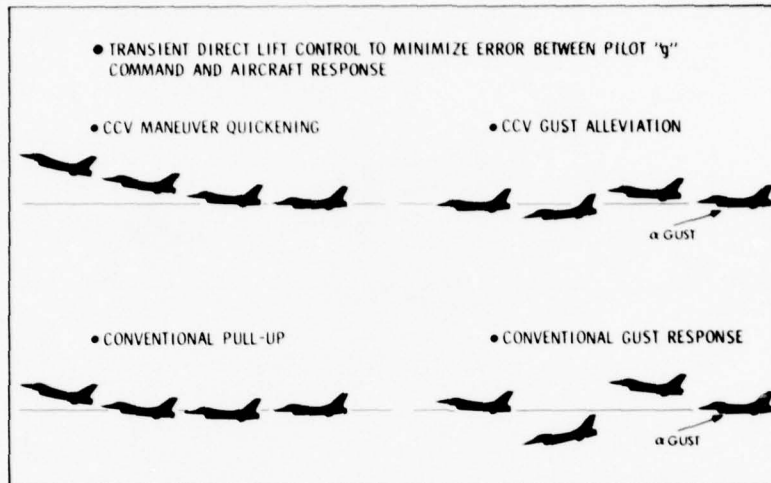 • TRANSIENT DIRECT LIFT CONTROL TO MINIMIZE ERROR BETWEEN PILOT "g"
COMMAND AND AIRCRAFT RESPONSE
• CCV MANEUVER QUICKENING
• CCV GUST ALLEVIATION
α GUST
• CONVENTIONAL PULL-UP
• CONVENTIONAL GUST RESPONSE
α GUST